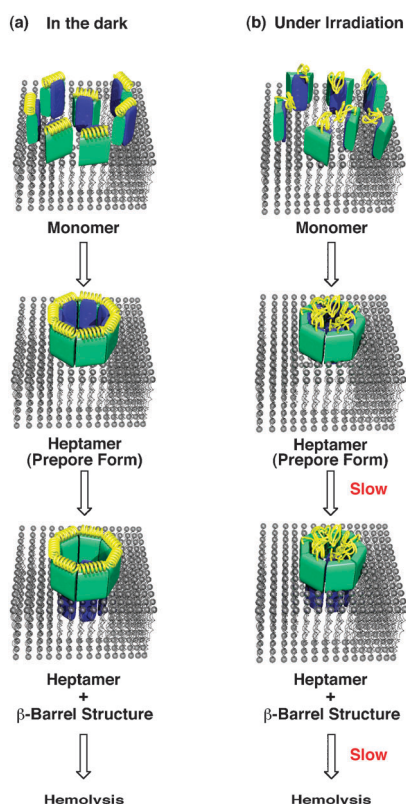 (a) In the dark
(b) Under Irradiation
Monomer
Monomer
Heptamer
(Prepore Form)
Heptamer
(Prepore Form)
Slow
Heptamer
+
β-Barrel Structure
Heptamer
+
β-Barrel Structure
Slow
Hemolysis
Hemolysis